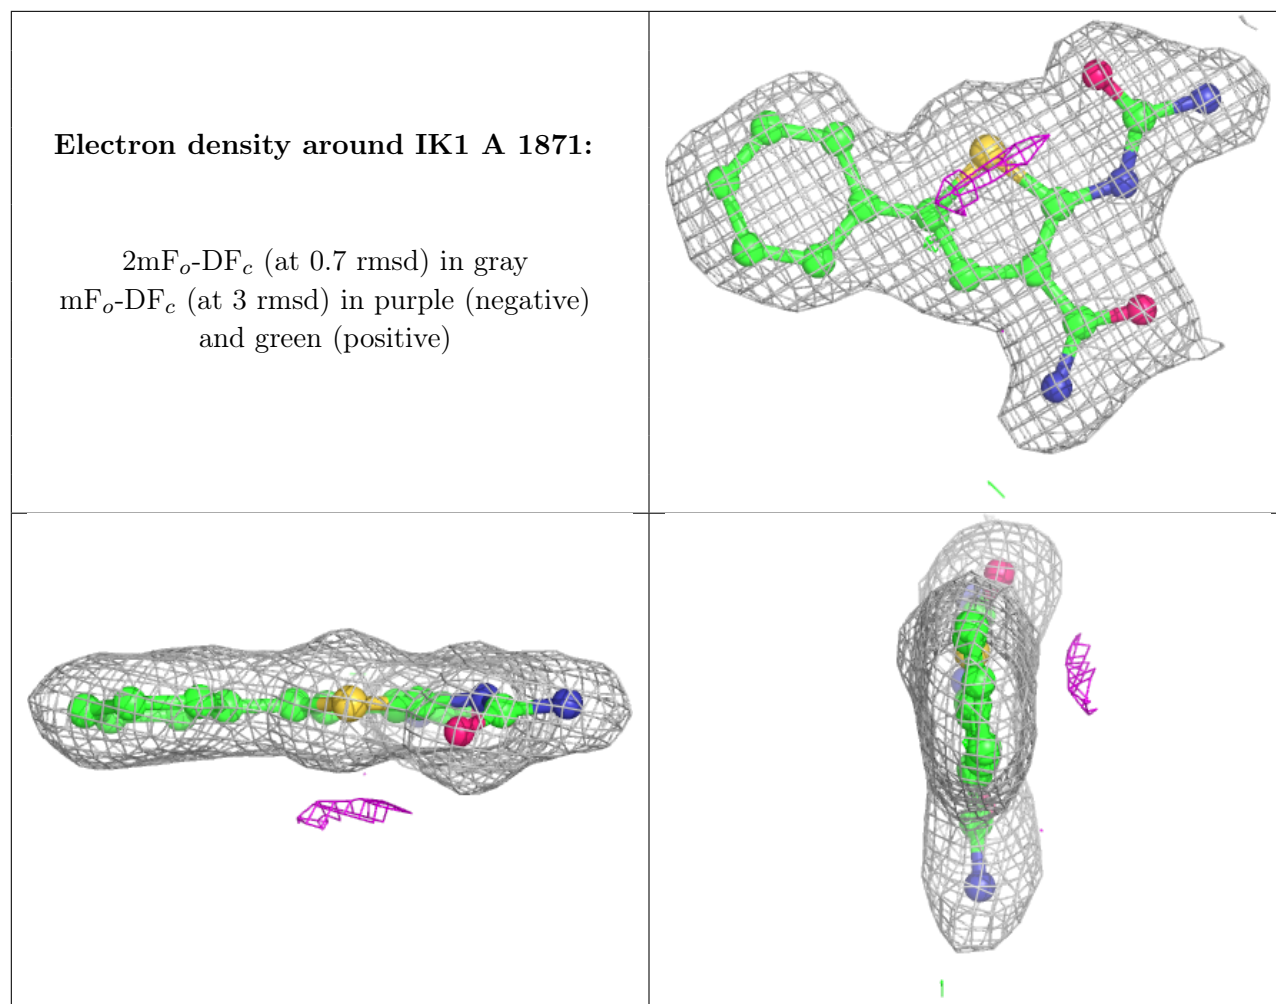 Electron density around IK1 A 1871:
2mFₒ-DF𝒸 (at 0.7 rmsd) in gray
mFₒ-DF𝒸 (at 3 rmsd) in purple (negative)
and green (positive)